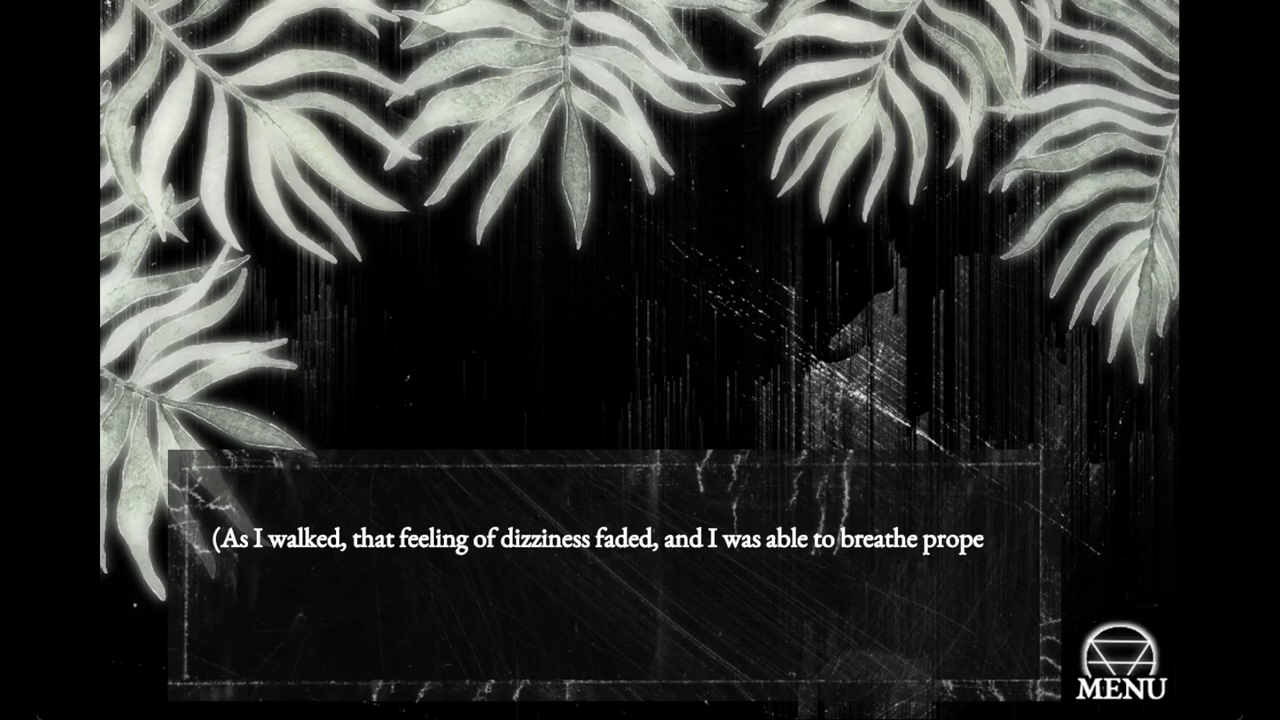 (As I walked, that feeling of dizziness faded, and I was able to breathe prope
MENU